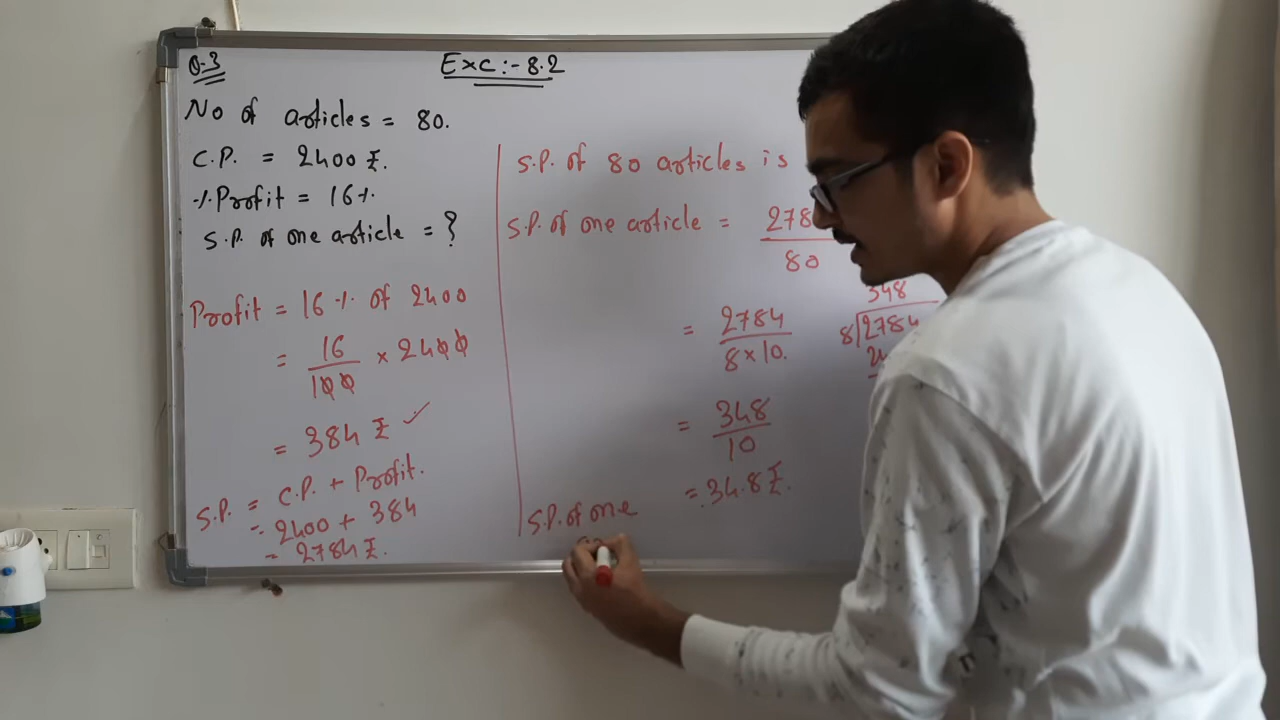 Q.3
Exc:- 8.2
No of articles = 80.
C.P. = 2400 ₹.
% Profit = 16%.
S.P. of one article = ?
Profit = 16% of 2400
= 16/100 × 2400
= 384 ₹ ✓
S.P. = C.P. + Profit.
= 2400 + 384
= 2784 ₹.
S.P. of 80 articles is
S.P. of one article = 278
80
= 2784/8×10.
348
8)2784
= 348/10
= 34.8 ₹.
S.P. of one